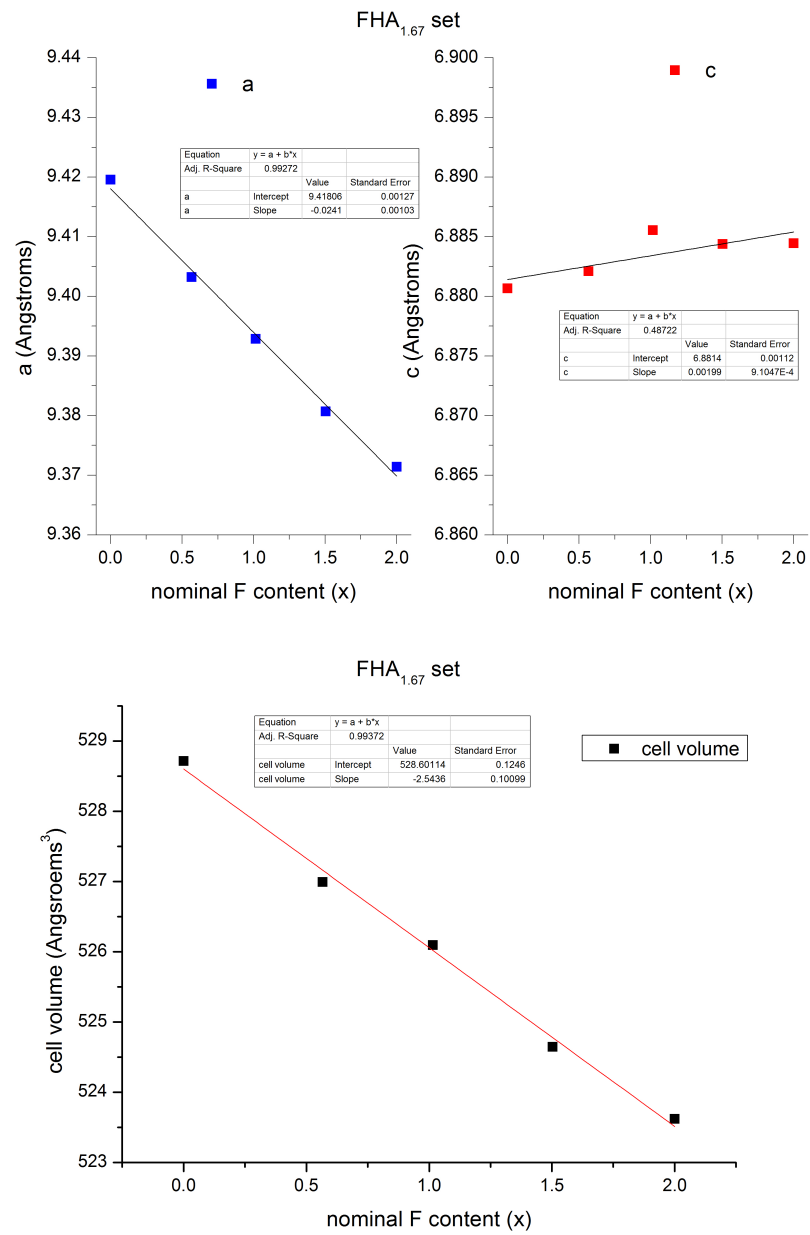 FHA1.67 set
a
9.44
9.43
9.42
9.41
9.40
9.39
9.38
9.37
9.36
a (Angstroms)
Equation y = a + b*x
Adj. R-Square 0.99272
Value Standard Error
a Intercept 9.41806 0.00127
a Slope -0.0241 0.00103
0.0 0.5 1.0 1.5 2.0
nominal F content (x)
c
6.900
6.895
6.890
6.885
6.880
6.875
6.870
6.865
6.860
c (Angstroms)
Equation y = a + b*x
Adj. R-Square 0.48722
Value Standard Error
c Intercept 6.8814 0.00112
c Slope 0.00199 9.1047E-4
0.0 0.5 1.0 1.5 2.0
nominal F content (x)
FHA1.67 set
Equation y = a + b*x
Adj. R-Square 0.99372
Value Standard Error
cell volume Intercept 528.60114 0.1246
cell volume Slope -2.5436 0.10099
cell volume
529
528
527
526
525
524
523
cell volume (Angsroems3)
0.0 0.5 1.0 1.5 2.0
nominal F content (x)